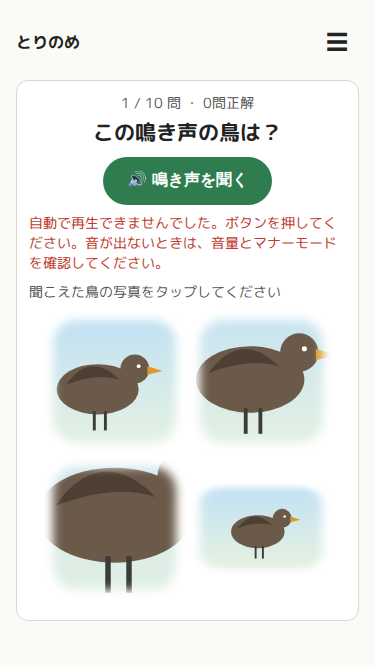 とりのめ
1 / 10 問 · 0問正解
この鳴き声の鳥は？
🔊 鳴き声を聞く
自動で再生できませんでした。ボタンを押してく
ださい。音が出ないときは、音量とマナーモード
を確認してください。
聞こえた鳥の写真をタップしてください